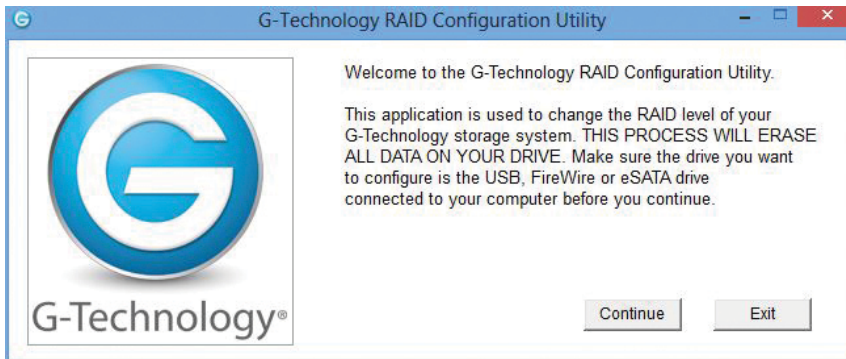 G-Technology RAID Configuration Utility
Welcome to the G-Technology RAID Configuration Utility.
This application is used to change the RAID level of your
G-Technology storage system. THIS PROCESS WILL ERASE
ALL DATA ON YOUR DRIVE. Make sure the drive you want
to configure is the USB, FireWire or eSATA drive
connected to your computer before you continue.
G-Technology®
Continue
Exit